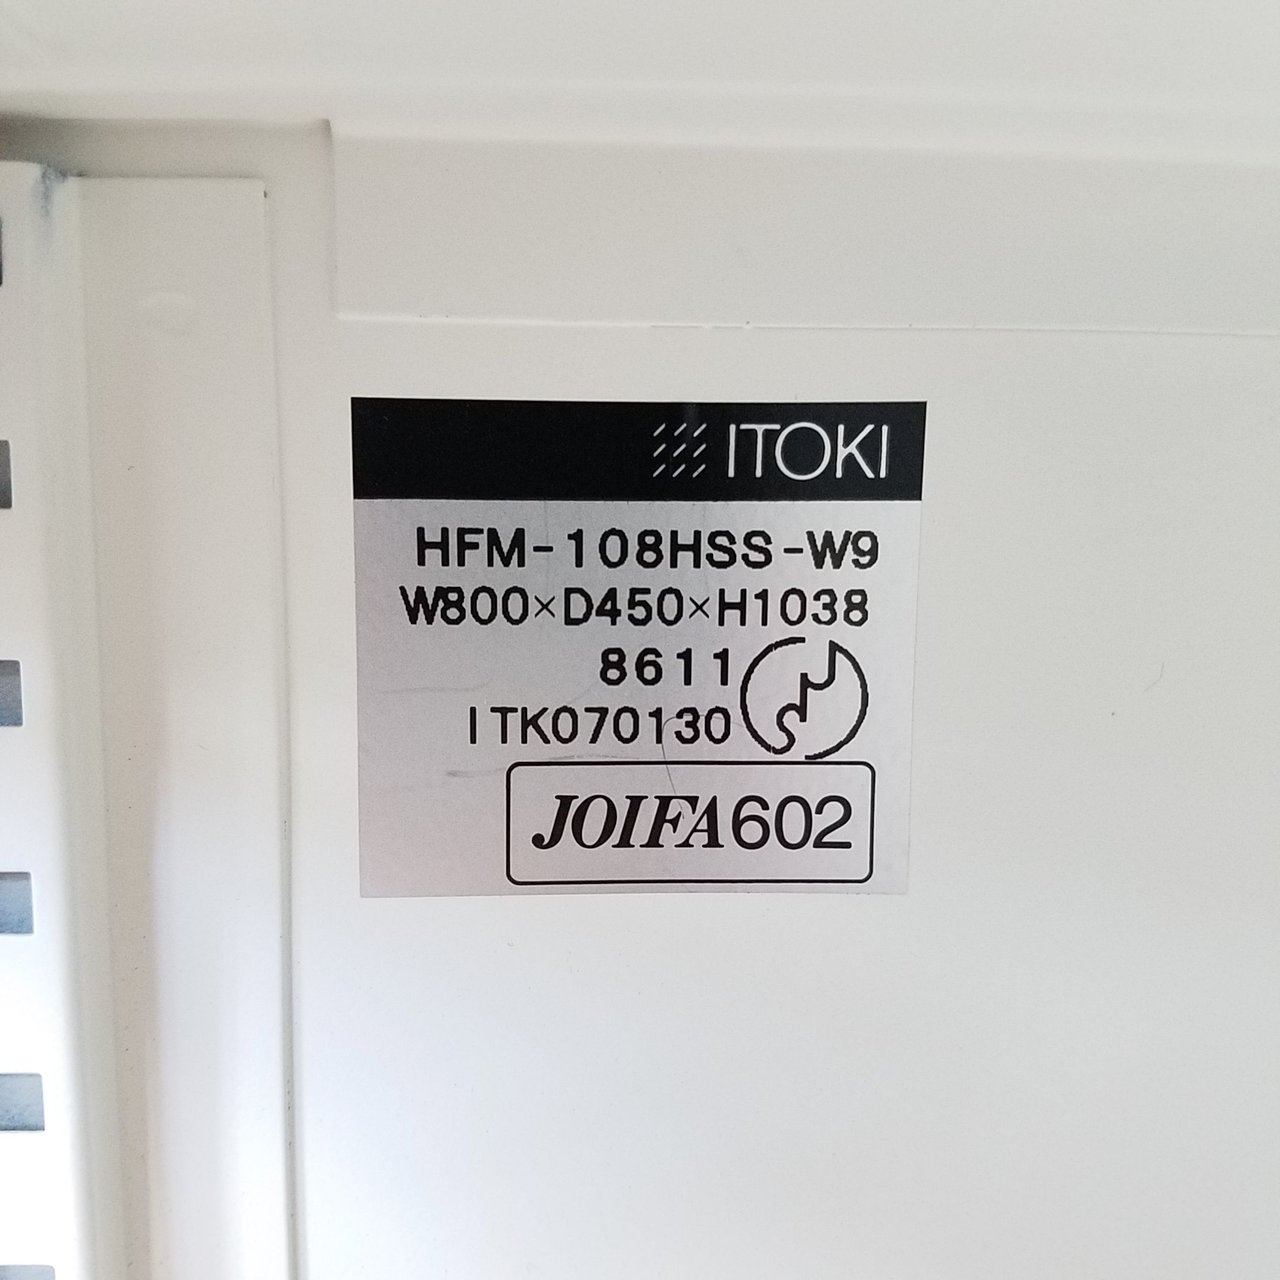 ITOKI
HFM-108HSS-W9
W800×D450×H1038
8611
ITK070130
JOIFA602